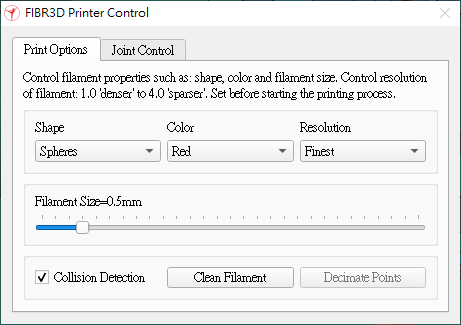 FIBR3D Printer Control
Print Options
Joint Control
Control filament properties such as: shape, color and filament size. Control resolution
of filament: 1.0 'denser' to 4.0 'sparser'. Set before starting the printing process.
Shape
Color
Resolution
Spheres
Red
Finest
Filament Size=0.5mm
Collision Detection
Clean Filament
Decimate Points